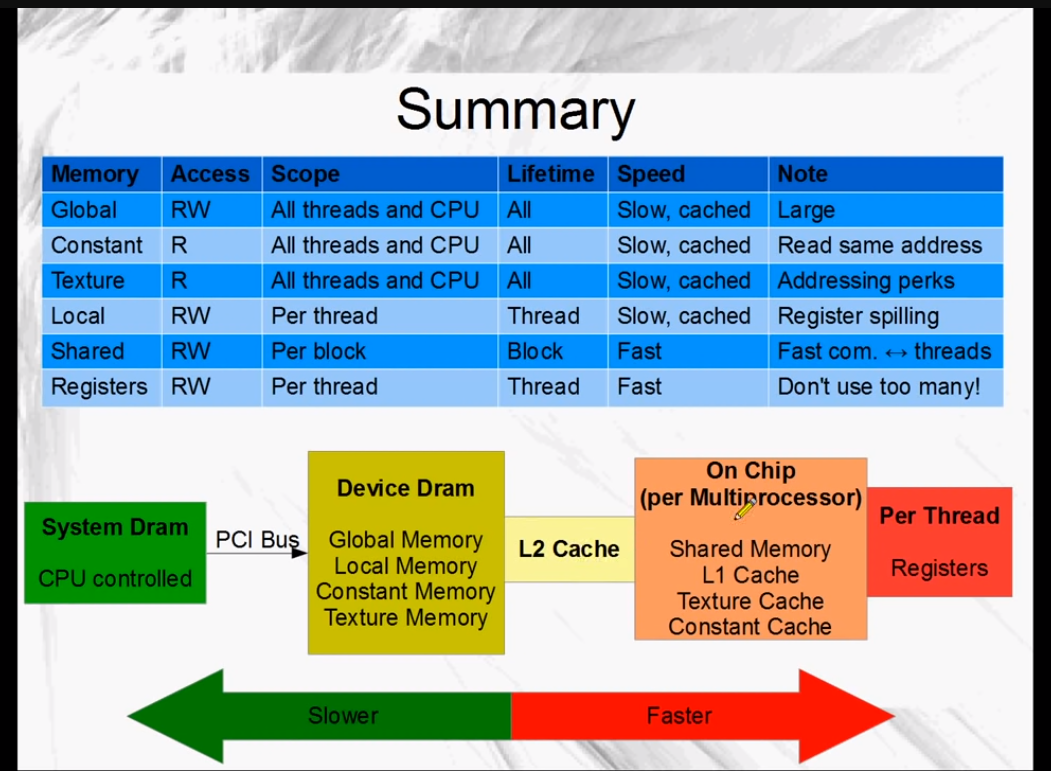 Summary
Memory Access Scope Lifetime Speed Note
Global RW All threads and CPU All Slow, cached Large
Constant R All threads and CPU All Slow, cached Read same address
Texture R All threads and CPU All Slow, cached Addressing perks
Local RW Per thread Thread Slow, cached Register spilling
Shared RW Per block Block Fast Fast com. ↔ threads
Registers RW Per thread Thread Fast Don't use too many!
System Dram
CPU controlled
PCI Bus
Device Dram
Global Memory
Local Memory
Constant Memory
Texture Memory
L2 Cache
On Chip
(per Multiprocessor)
Shared Memory
L1 Cache
Texture Cache
Constant Cache
Per Thread
Registers
Slower
Faster